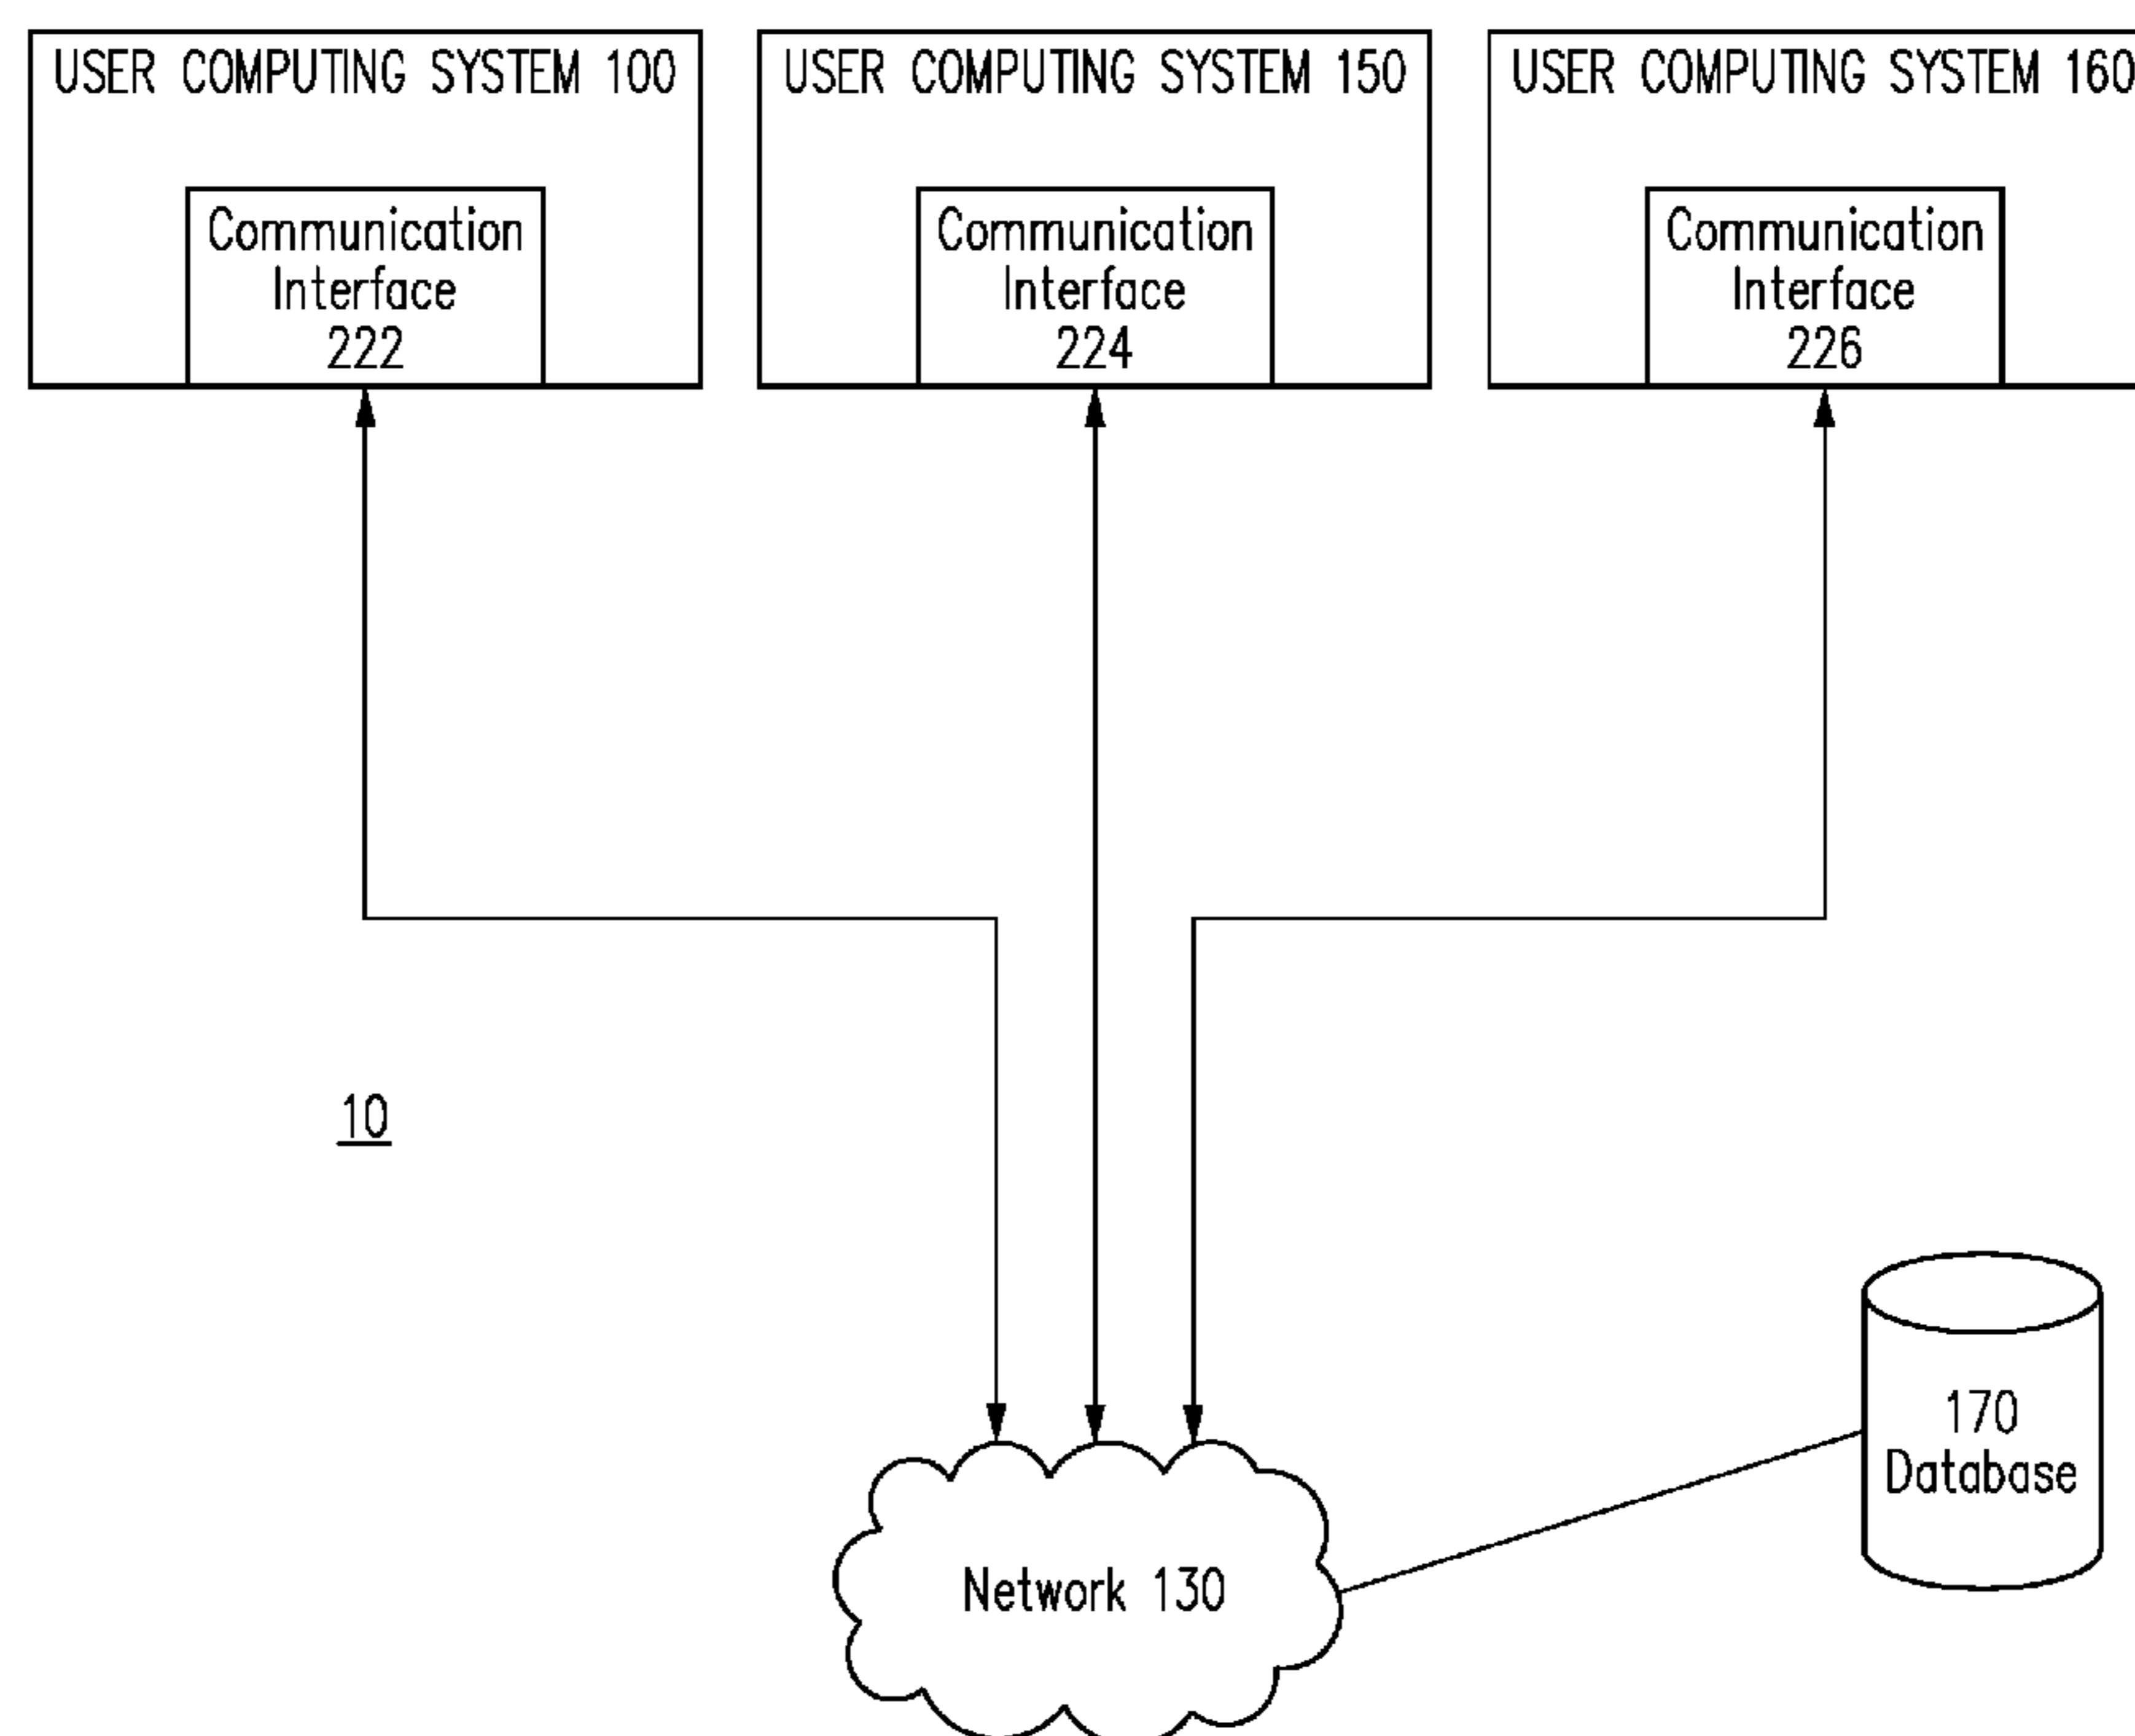 USER COMPUTING SYSTEM 100
Communication
Interface
222
USER COMPUTING SYSTEM 150
Communication
Interface
224
USER COMPUTING SYSTEM 160
Communication
Interface
226
10
170
Database
Network 130